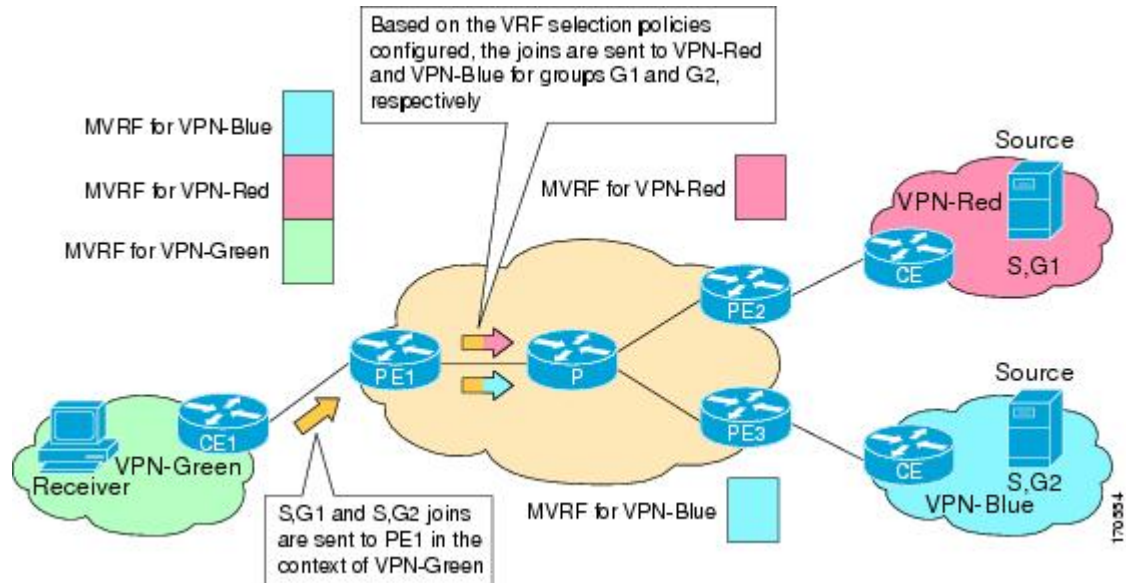 Based on the VRF selection policies
configured, the joins are sent to VPN-Red
and VPN-Blue for groups G1 and G2,
respectively
MVRF for VPN-Blue
MVRF for VPN-Red
MVRF for VPN-Green
MVRF for VPN-Red
Source
VPN-Red
CE
S,G1
PE2
PE1
P
PE3
Source
CE
S,G2
VPN-Blue
CE1
VPN-Green
Receiver
S,G1 and S,G2 joins
are sent to PE1 in the
context of VPN-Green
MVRF for VPN-Blue
170554